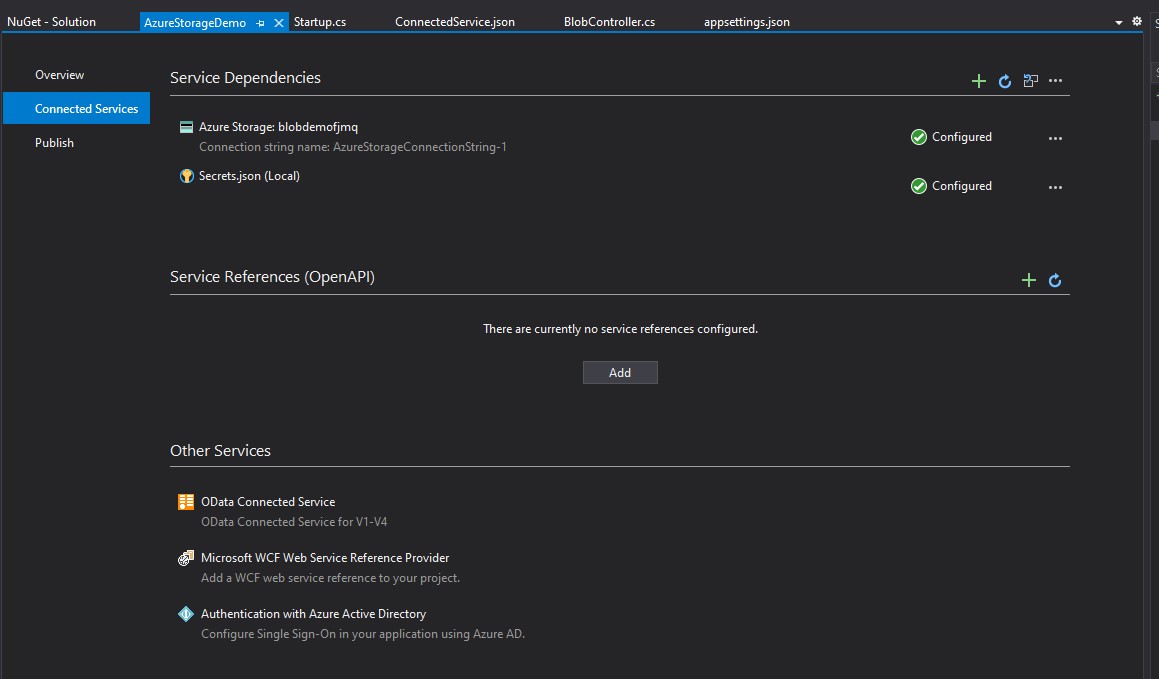 NuGet - Solution
AzureStorageDemo
Startup.cs
ConnectedService.json
BlobController.cs
appsettings.json
Overview
Connected Services
Publish
Service Dependencies
Azure Storage: blobdemofjmq
Connection string name: AzureStorageConnectionString-1
Configured
Secrets.json (Local)
Configured
Service References (OpenAPI)
There are currently no service references configured.
Add
Other Services
OData Connected Service
OData Connected Service for V1-V4
Microsoft WCF Web Service Reference Provider
Add a WCF web service reference to your project.
Authentication with Azure Active Directory
Configure Single Sign-On in your application using Azure AD.